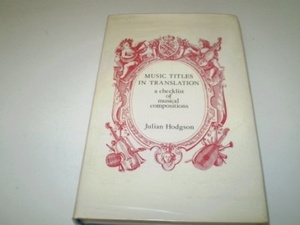 MUSIC TITLES
IN TRANSLATION
a checklist
of
musical
compositions
Julian Hodgson